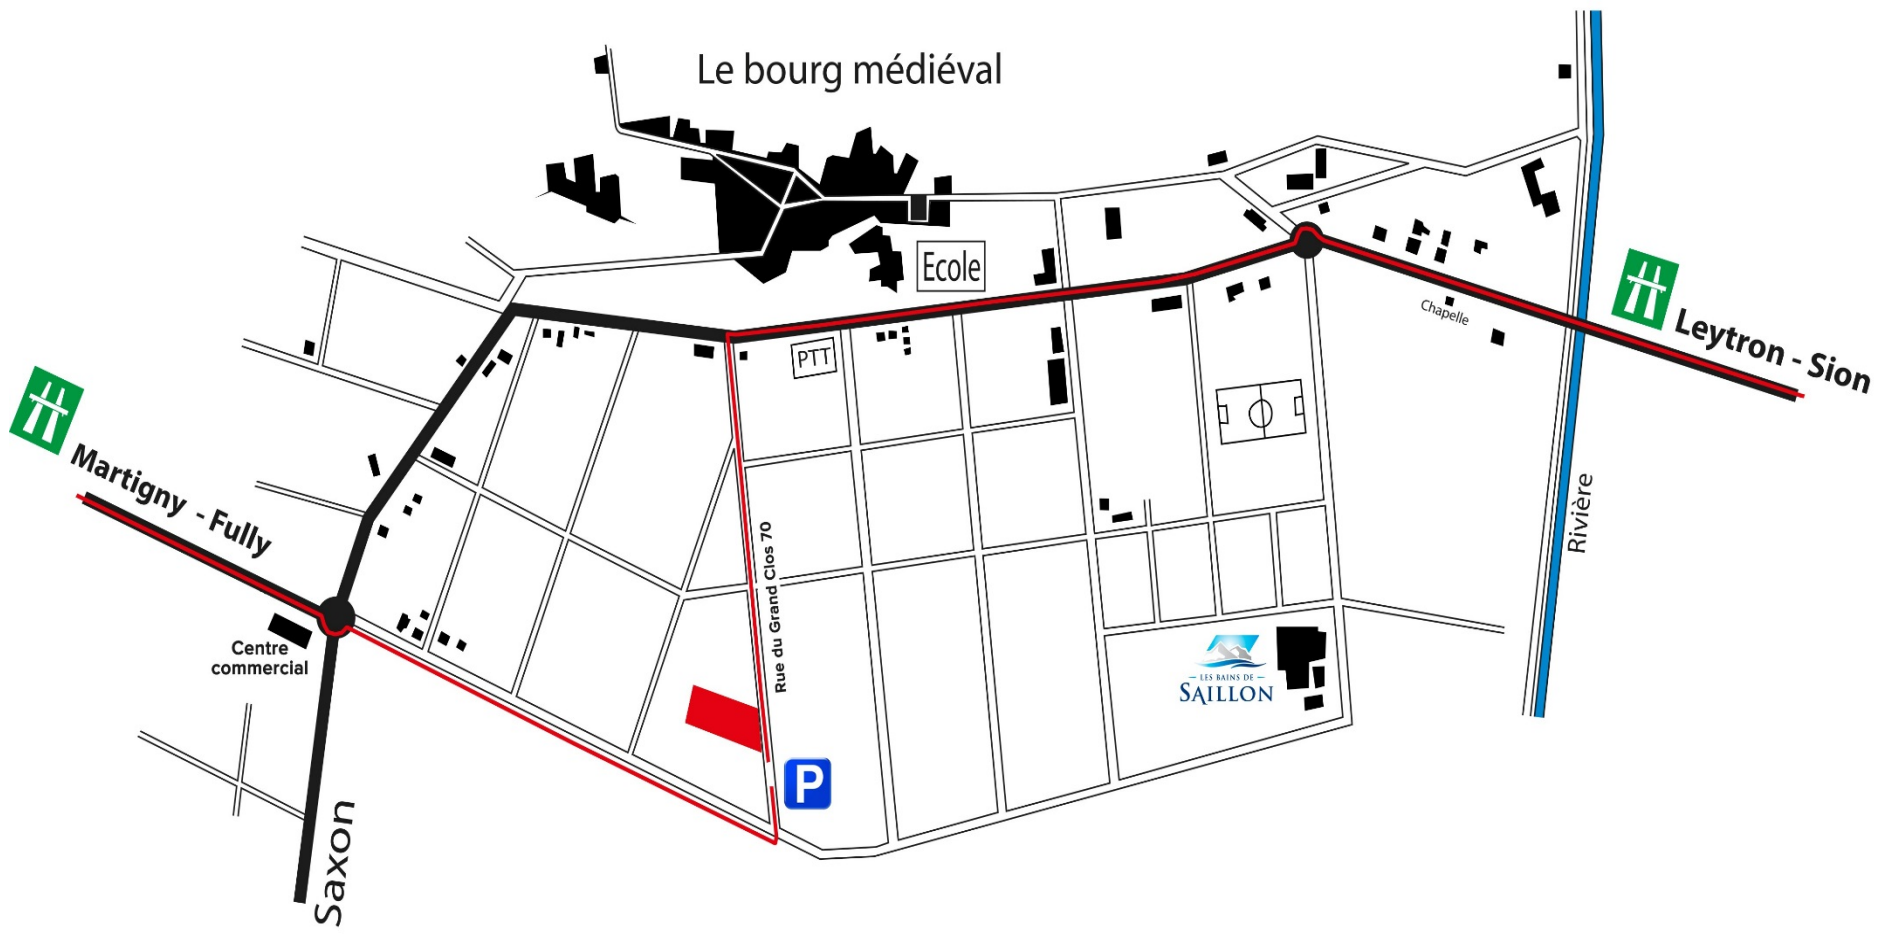 Le bourg médiéval
Ecole
PTT
Chapelle
Leytron - Sion
Martigny - Fully
Rivière
Rue du Grand Clos 70
Centre
commercial
LES BAINS DE
SAILLON
P
Saxon